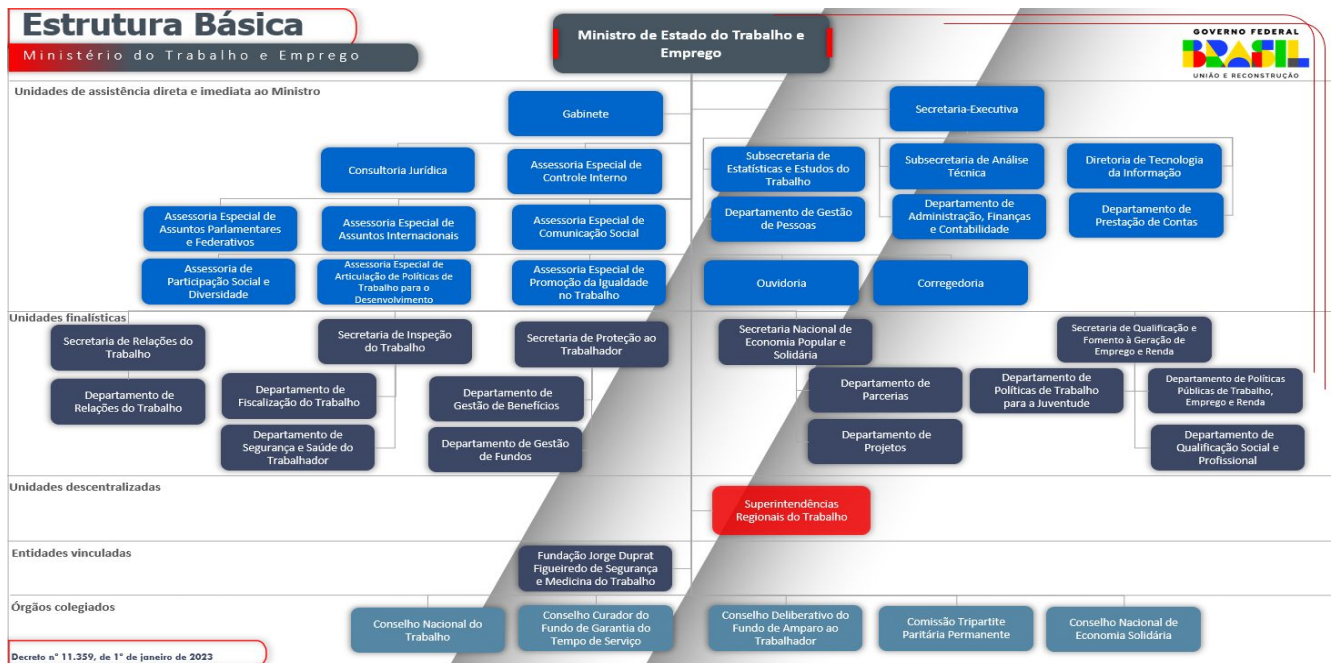 Estrutura Básica
Ministério do Trabalho e Emprego
Ministro de Estado do Trabalho e
Emprego
GOVERNO FEDERAL
BRASIL
UNIÃO E RECONSTRUÇÃO
Unidades de assistência direta e imediata ao Ministro
Gabinete
Secretaria-Executiva
Consultoria Jurídica
Assessoria Especial de
Controle Interno
Subsecretaria de
Estatísticas e Estudos do
Trabalho
Subsecretaria de Análise
Técnica
Diretoria de Tecnologia
da Informação
Assessoria Especial de
Assuntos Parlamentares
e Federativos
Assessoria Especial de
Assuntos Internacionais
Assessoria Especial de
Comunicação Social
Departamento de Gestão
de Pessoas
Departamento de
Administração, Finanças
e Contabilidade
Departamento de
Prestação de Contas
Assessoria de
Participação Social e
Diversidade
Assessoria Especial de
Articulação de Políticas de
Trabalho para o
Desenvolvimento
Assessoria Especial de
Promoção da Igualdade
no Trabalho
Ouvidoria
Corregedoria
Unidades finalísticas
Secretaria de Relações do
Trabalho
Secretaria de Inspeção
do Trabalho
Secretaria de Proteção ao
Trabalhador
Secretaria Nacional de
Economia Popular e
Solidária
Secretaria de Qualificação e
Fomento à Geração de
Emprego e Renda
Departamento de
Relações do Trabalho
Departamento de
Fiscalização do Trabalho
Departamento de
Gestão de Benefícios
Departamento de
Parcerias
Departamento de
Políticas de Trabalho
para a Juventude
Departamento de Políticas
Públicas de Trabalho,
Emprego e Renda
Departamento de
Segurança e Saúde do
Trabalhador
Departamento de Gestão
de Fundos
Departamento de
Projetos
Departamento de
Qualificação Social e
Profissional
Unidades descentralizadas
Superintendências
Regionais do Trabalho
Entidades vinculadas
Fundação Jorge Duprat
Figueiredo de Segurança
e Medicina do Trabalho
Órgãos colegiados
Conselho Nacional do
Trabalho
Conselho Curador do
Fundo de Garantia do
Tempo de Serviço
Conselho Deliberativo do
Fundo de Amparo ao
Trabalhador
Comissão Tripartite
Paritária Permanente
Conselho Nacional de
Economia Solidária
Decreto n° 11.359, de 1° de janeiro de 2023